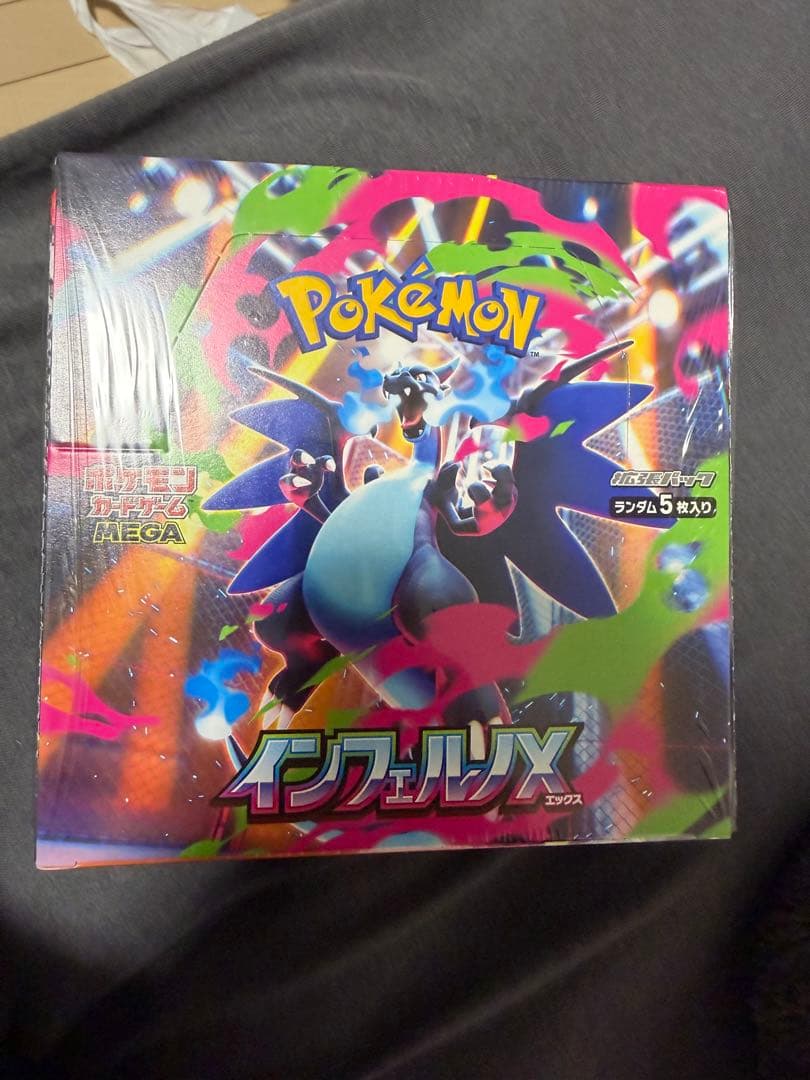 POKéMON
TM
ポケモン
カードゲーム
MEGA
拡張パック
ランダム5枚入り
インフェルノX
エックス